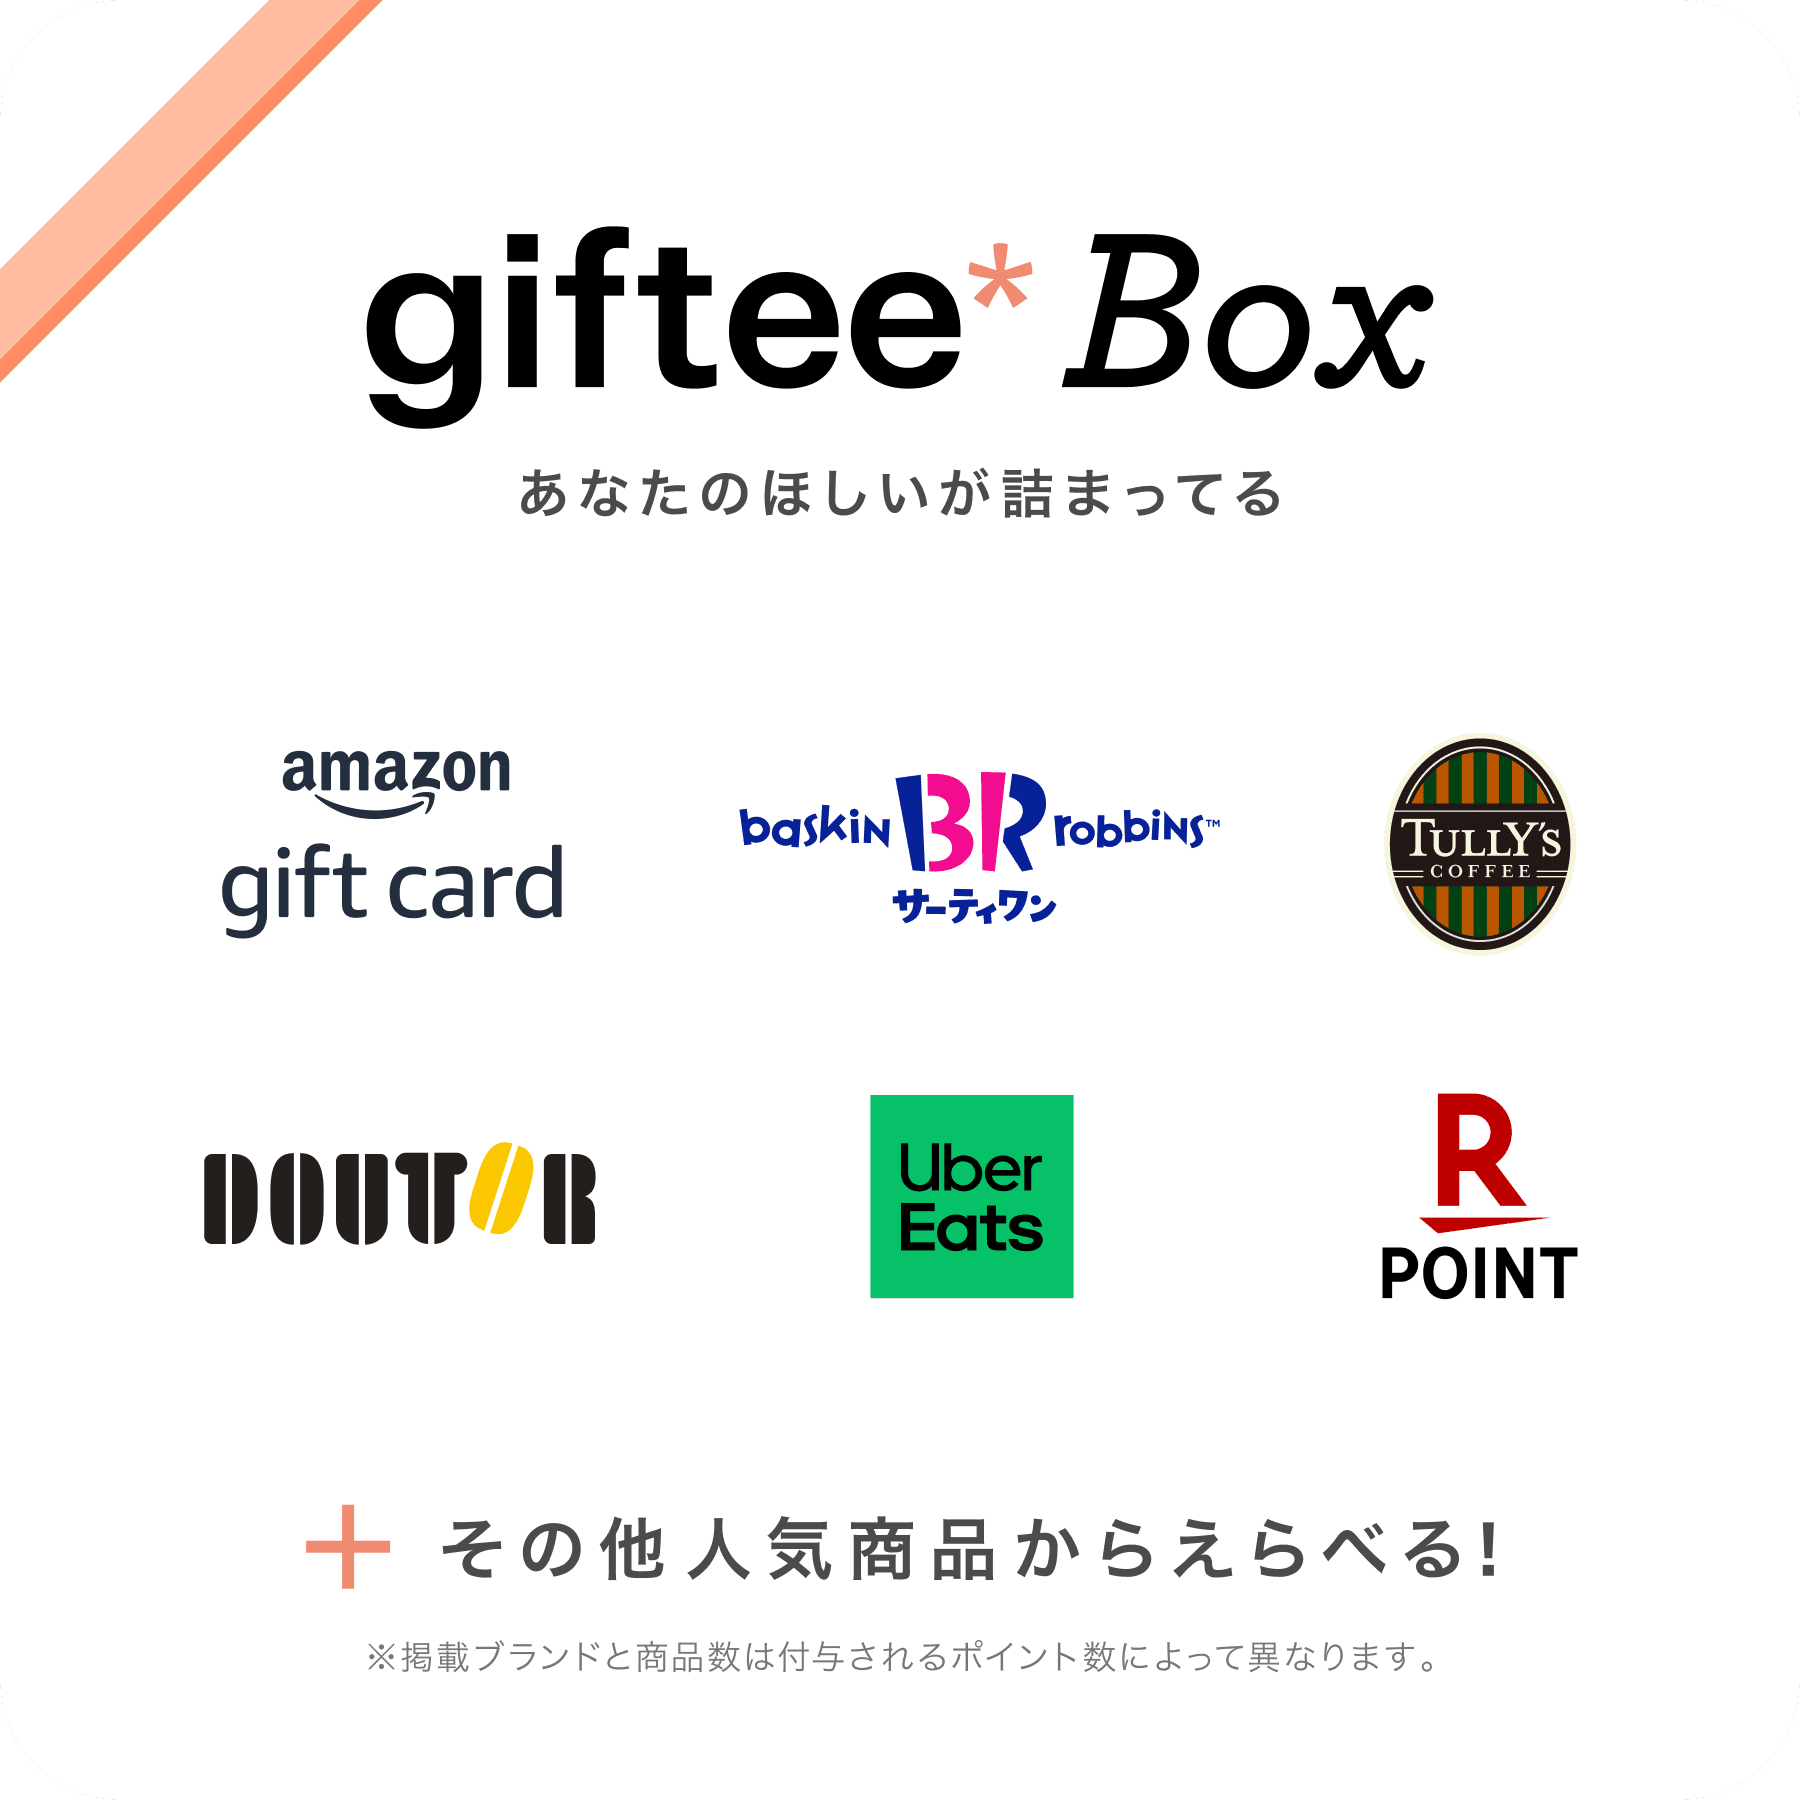 giftee* Box
あなたのほしいが詰まってる
amazon
gift card
baskin BR robbins™
サーティワン
TULLY'S
COFFEE
DOUTOR
Uber
Eats
R
POINT
+ その他人気商品からえらべる!
※掲載ブランドと商品数は付与されるポイント数によって異なります。